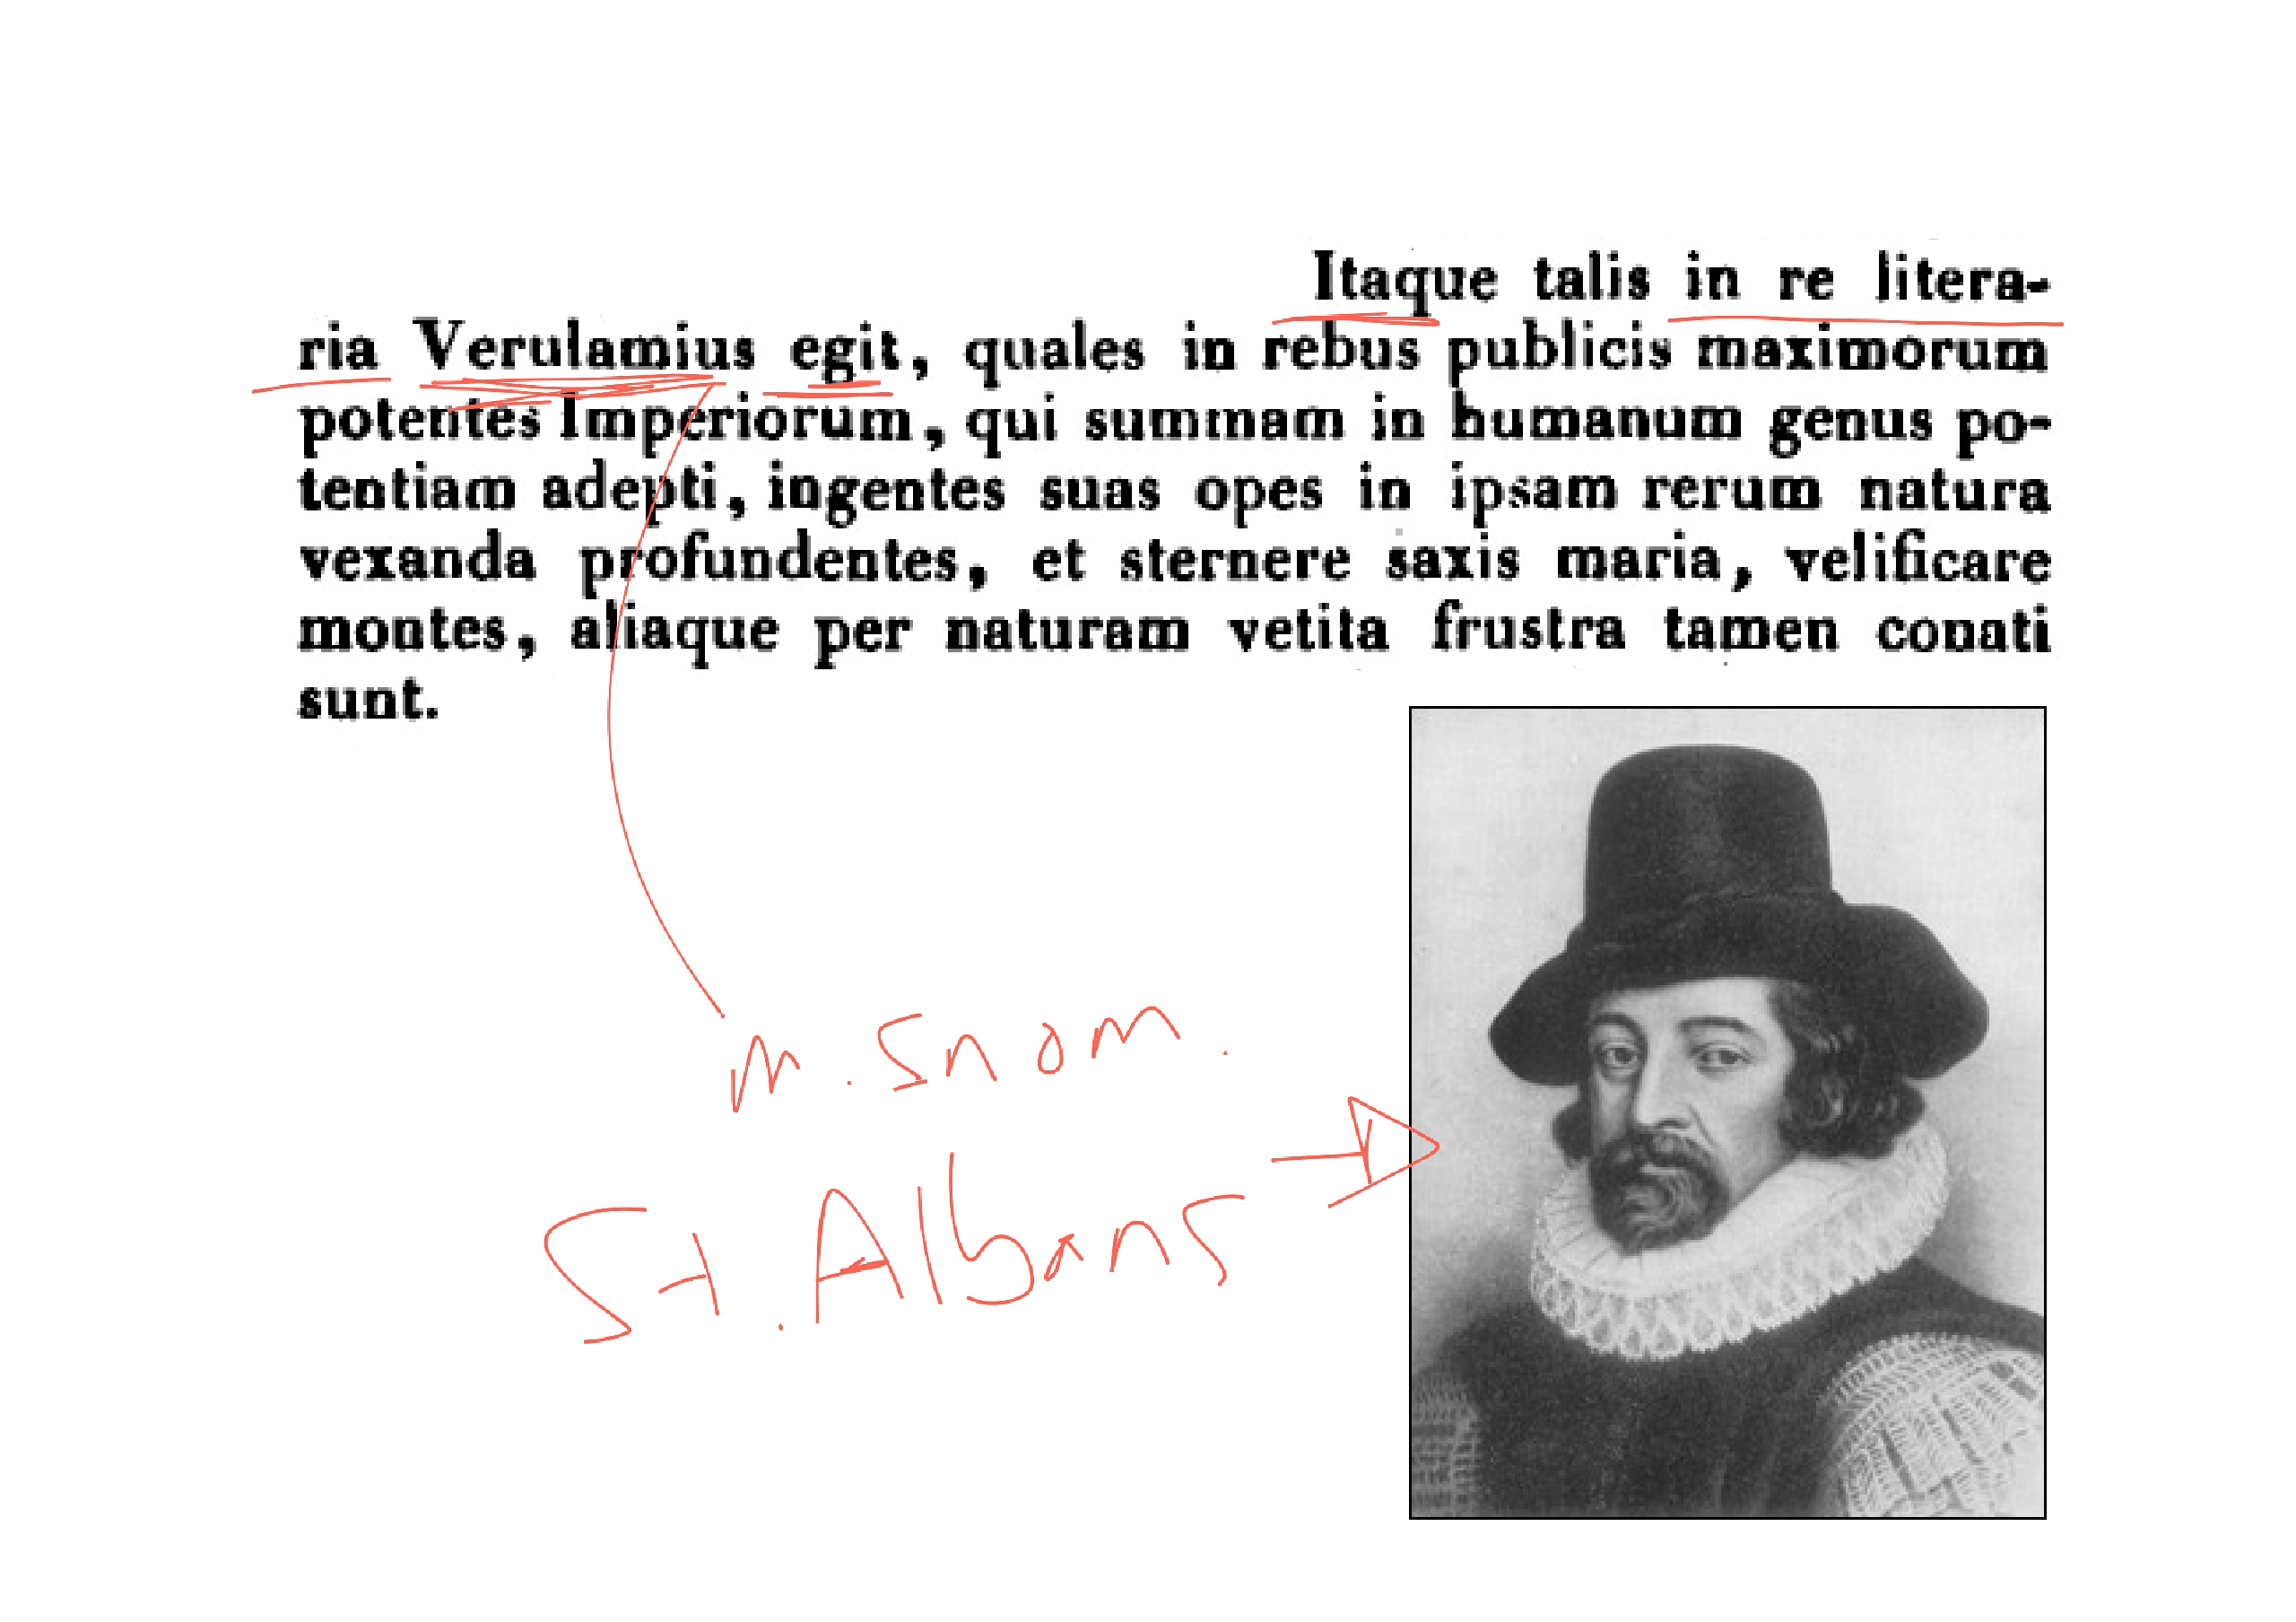 Itaque talis in re litera-
ria Verulamius egit, quales in rebus publicis maximorum
potentes Imperiorum, qui summam in humanum genus po-
tentiam adepti, ingentes suas opes in ipsam rerum natura
vexanda profundentes, et sternere saxis maria, velificare
montes, aliaque per naturam vetita frustra tamen conati
sunt.
m. s nom.
St. Albans